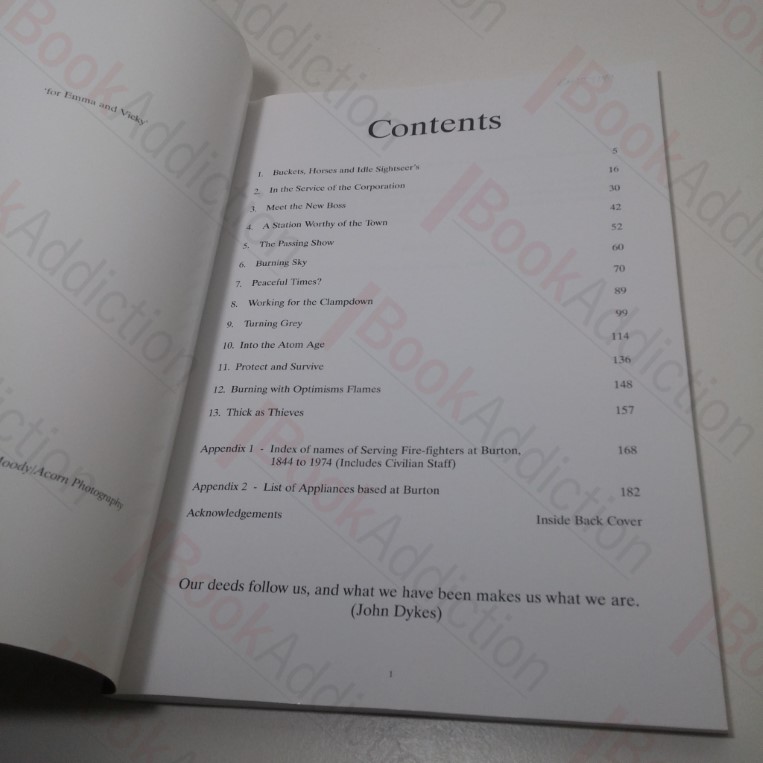 'for Emma and Vicky'
Moody/Acorn Photography
Contents
1. Buckets, Horses and Idle Sightseer's 5
2. In the Service of the Corporation 16
3. Meet the New Boss 30
4. A Station Worthy of the Town 42
5. The Passing Show 52
6. Burning Sky 60
7. Peaceful Times? 70
8. Working for the Clampdown 89
9. Turning Grey 99
10. Into the Atom Age 114
11. Protect and Survive 136
12. Burning with Optimisms Flames 148
13. Thick as Thieves 157
Appendix 1 - Index of names of Serving Fire-fighters at Burton, 168
1844 to 1974 (Includes Civilian Staff)
Appendix 2 - List of Appliances based at Burton 182
Acknowledgements Inside Back Cover
Our deeds follow us, and what we have been makes us what we are.
(John Dykes)
1
BookAddiction
BookAddiction
BookAddiction
BookAddiction
BookAddiction
BookAddiction